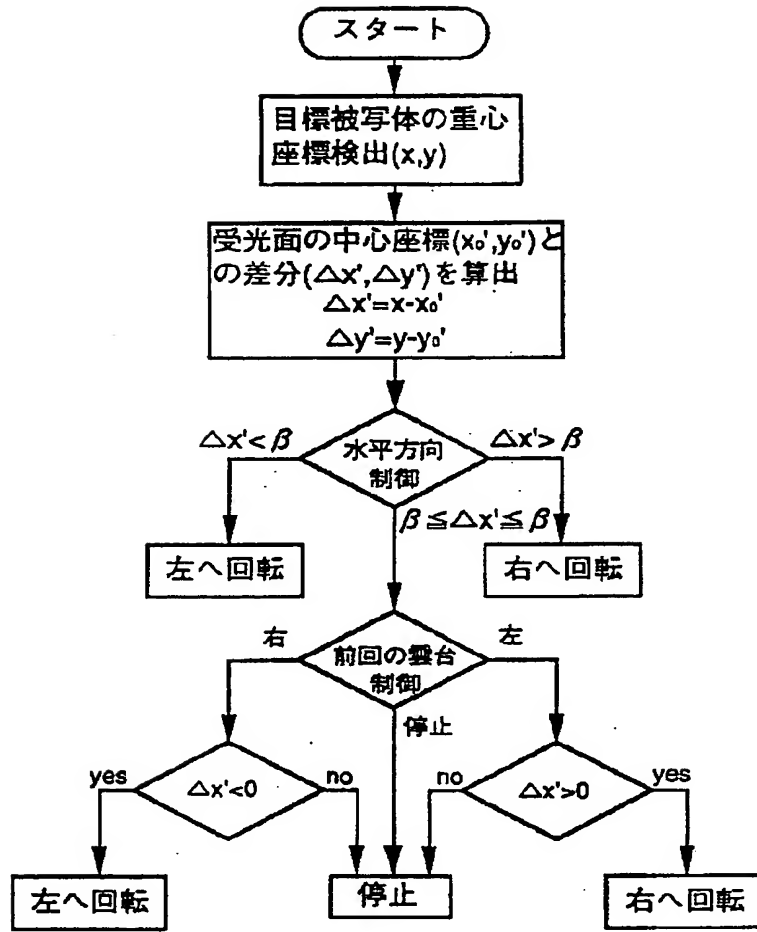 スタート
目標被写体の重心
座標検出(x,y)
受光面の中心座標(x₀',y₀')と
の差分(△x',△y')を算出
△x'=x-x₀'
△y'=y-y₀'
△x'<β
水平方向
制御
△x'>β
β≦△x'≦β
左へ回転
右へ回転
右
前回の雲台
制御
左
停止
yes
△x'<0
no
no
△x'>0
yes
左へ回転
停止
右へ回転